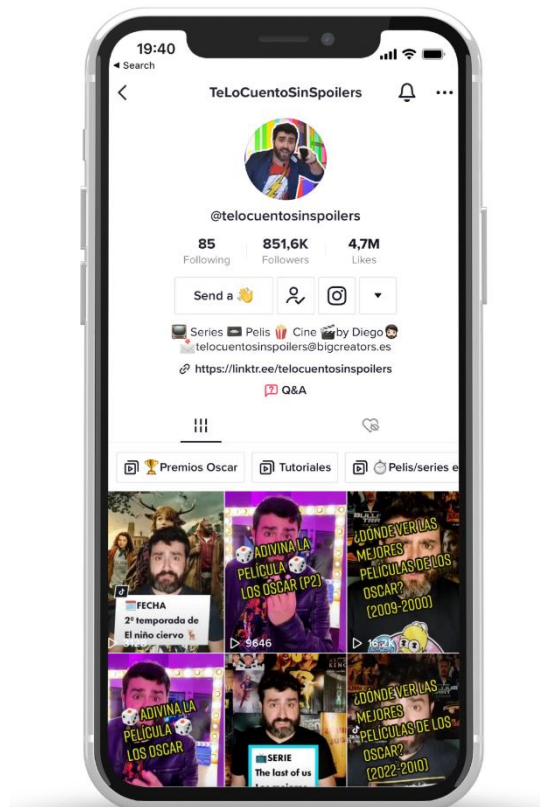 19:40
◂ Search
TeLoCuentoSinSpoilers
@telocuentosinspoilers
85 851,6K 4,7M
Following Followers Likes
Send a 👋
📺 Series 📼 Pelis 🍿 Cine 🎬by Diego🧔🏻
📩telocuentosinspoilers@bigcreators.es
https://linktr.ee/telocuentosinspoilers
Q&A
🏆Premios Oscar
Tutoriales
⏱Pelis/series e
🗓FECHA
2ª temporada de
El niño ciervo 🦌
🎲ADIVINA LA
PELÍCULA 🎲
LOS OSCAR (P2)
9646
¿DÓNDE VER LAS
MEJORES
PELÍCULAS DE LOS
OSCAR?
(2009-2000)
16.2K
🎲ADIVINA LA
PELÍCULA 🎲
LOS OSCAR
📺SERIE
The last of us
¿DÓNDE VER LAS
MEJORES
PELÍCULAS DE LOS
OSCAR?
(2022-2010)